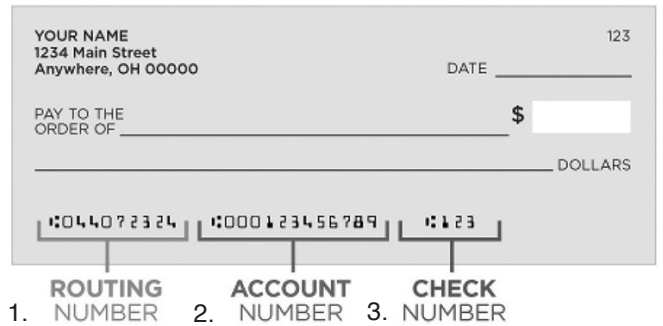 YOUR NAME
123
1234 Main Street
Anywhere, OH 00000
DATE
PAY TO THE
ORDER OF
$
DOLLARS
⑆044072324 ⑆000123456789 ⑆123
ROUTING ACCOUNT CHECK
1. NUMBER 2. NUMBER 3. NUMBER